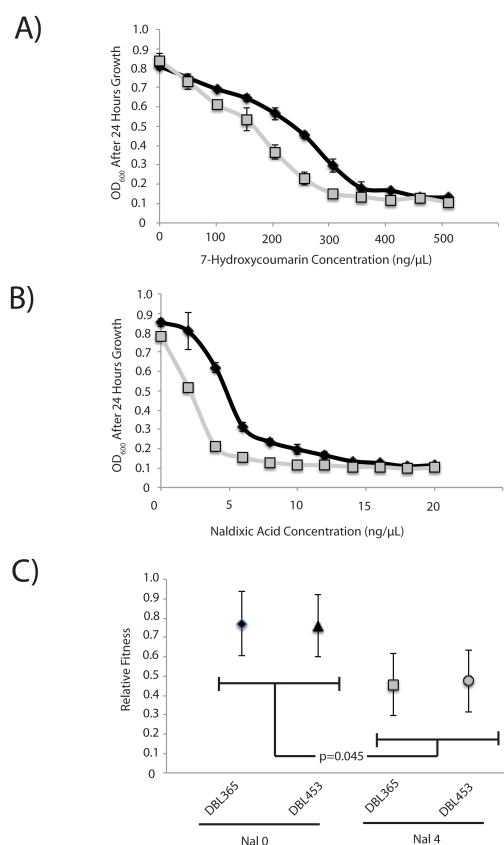 A)
1.0
0.9
0.8
0.7
0.6
0.5
0.4
0.3
0.2
0.1
0
OD600 After 24 Hours Growth
0 100 200 300 400 500
7-Hydroxycoumarin Concentration (ng/µL)
B)
1.0
0.9
0.8
0.7
0.6
0.5
0.4
0.3
0.2
0.1
0
OD600 After 24 Hours Growth
0 5 10 15 20
Naldixic Acid Concentration (ng/µL)
C)
1.0
0.9
0.8
0.7
0.6
0.5
0.4
0.3
0.2
0.1
0
Relative Fitness
p=0.045
DBL365 DBL453 DBL365 DBL453
Nal 0 Nal 4